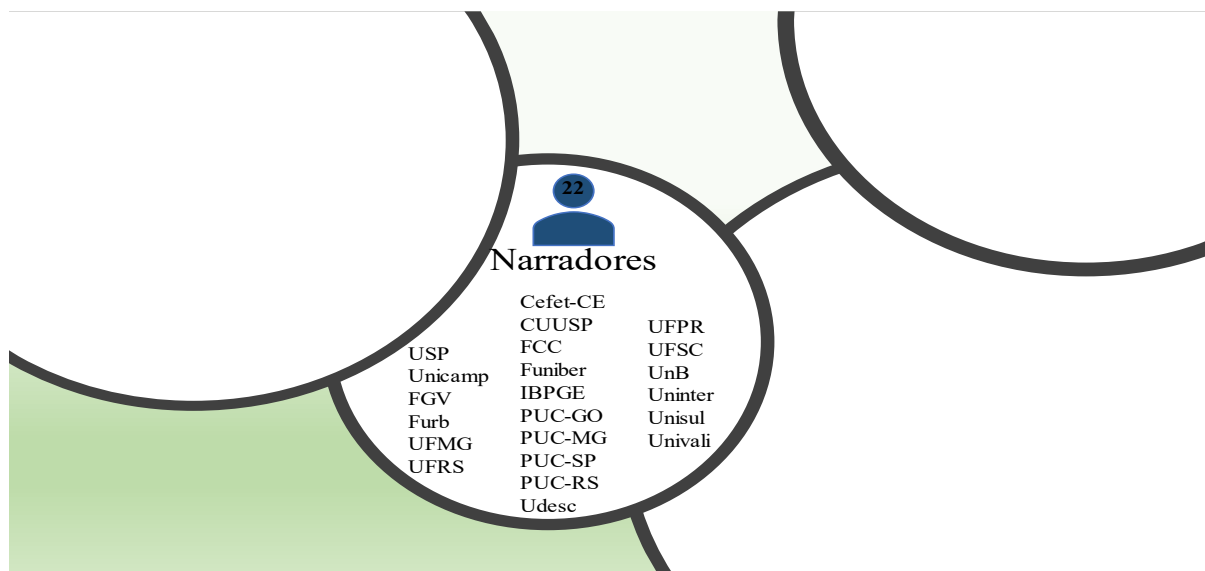 22
Narradores
USP
Unicamp
FGV
Furb
UFMG
UFRS
Cefet-CE
CUUSP
FCC
Funiber
IBPGE
PUC-GO
PUC-MG
PUC-SP
PUC-RS
Udesc
UFPR
UFSC
UnB
Uninter
Unisul
Univali